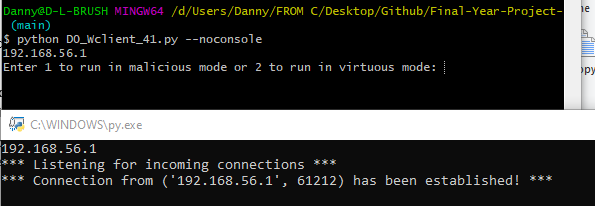 Danny@D-L-BRUSH MINGW64 /d/Users/Danny/FROM C/Desktop/Github/Final-Year-Project-
(main)
$ python DO_Wclient_41.py --noconsole
192.168.56.1
Enter 1 to run in malicious mode or 2 to run in virtuous mode:
C:\WINDOWS\py.exe
192.168.56.1
*** Listening for incoming connections ***
*** Connection from ('192.168.56.1', 61212) has been established! ***